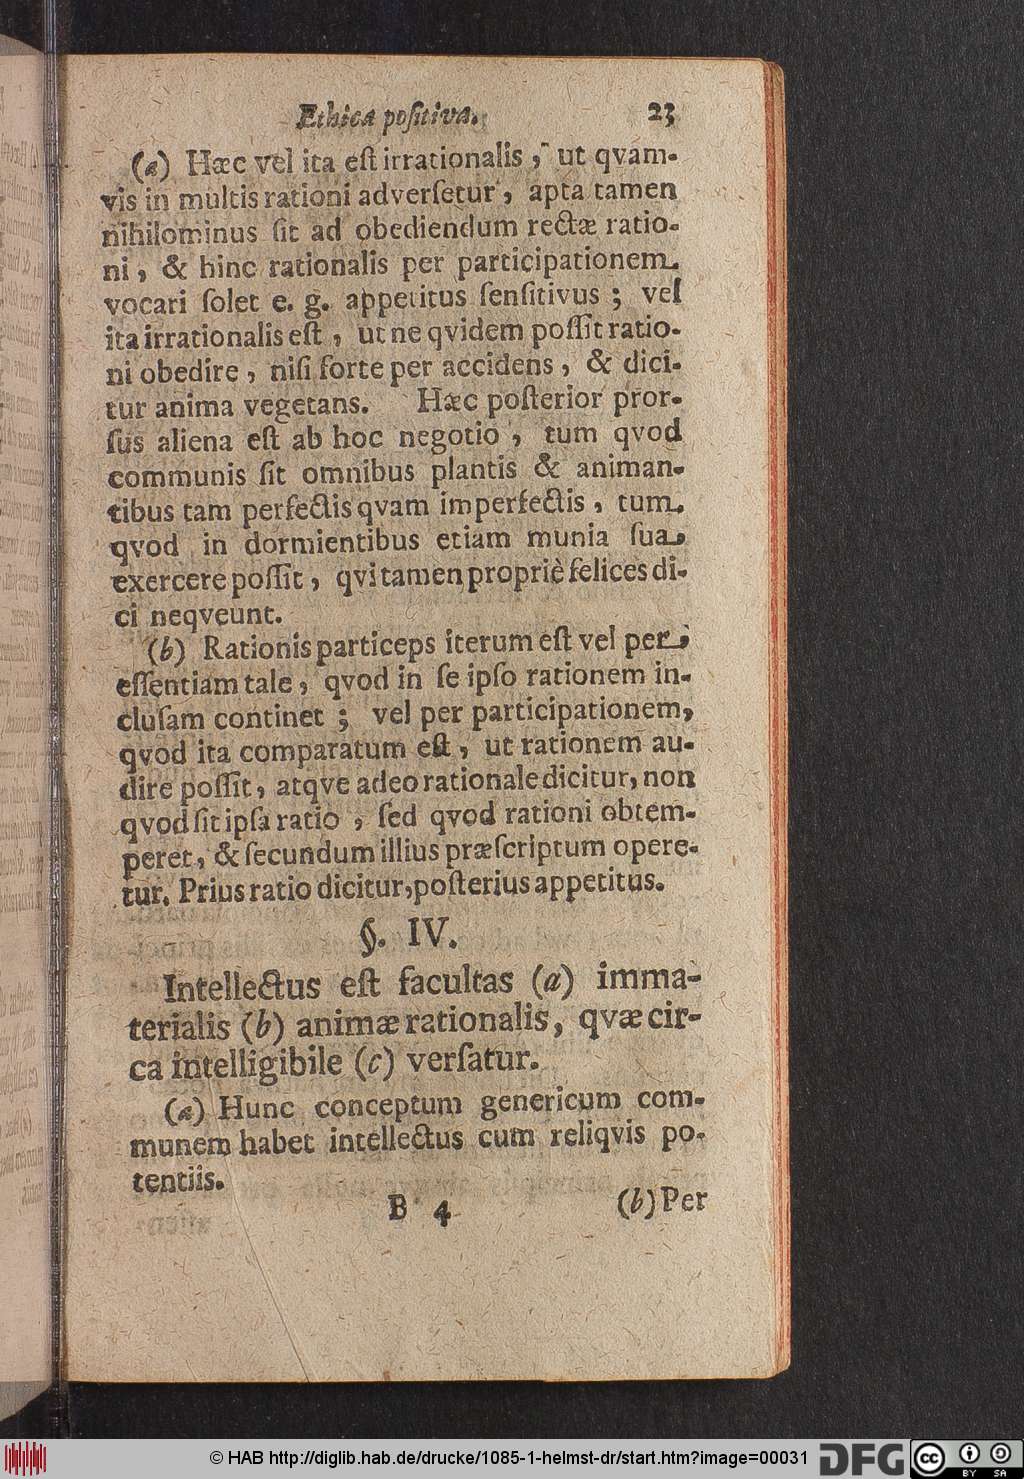 Ethica poſitiva. 23
(a) Hæc vel ita eſt irrationalis, ut qvam-
vis in multis rationi adverſetur, apta tamen
nihilominus ſit ad obediendum rectæ ratio-
ni, & hinc rationalis per participationem
vocari ſolet e. g. appetitus ſenſitivus; vel
ita irrationalis eſt, ut ne qvidem poſſit ratio-
ni obedire, niſi forte per accidens, & dici-
tur anima vegetans. Hæc poſterior pror-
ſus aliena eſt ab hoc negotio, tum qvod
communis ſit omnibus plantis & animan-
tibus tam perfectis qvam imperfectis, tum
qvod in dormientibus etiam munia ſua
exercere poſſit, qvi tamen propriè felices di-
ci neqveunt.
(b) Rationis particeps iterum eſt vel per
eſſentiam tale, qvod in ſe ipſo rationem in-
cluſam continet; vel per participationem,
qvod ita comparatum eſt, ut rationem au-
dire poſſit, atqve adeo rationale dicitur, non
qvod ſit ipſa ratio, ſed qvod rationi obtem-
peret, & ſecundum illius præſcriptum opere-
tur. Prius ratio dicitur, poſterius appetitus.
§. IV.
Intellectus eſt facultas (a) imma-
terialis (b) animæ rationalis, qvæ cir-
ca intelligibile (c) verſatur.
(a) Hunc conceptum genericum com-
munem habet intellectus cum reliqvis po-
tentiis.
B 4 (b) Per
© HAB http://diglib.hab.de/drucke/1085-1-helmst-dr/start.htm?image=00031 DFG cc BY SA